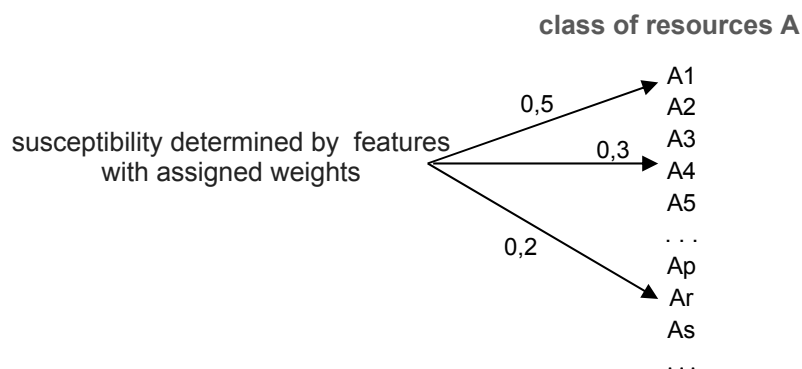 class of resources A
A1
0,5
A2
susceptibility determined by features
with assigned weights
A3
0,3
A4
A5
. . .
0,2
Ap
Ar
As
. . .